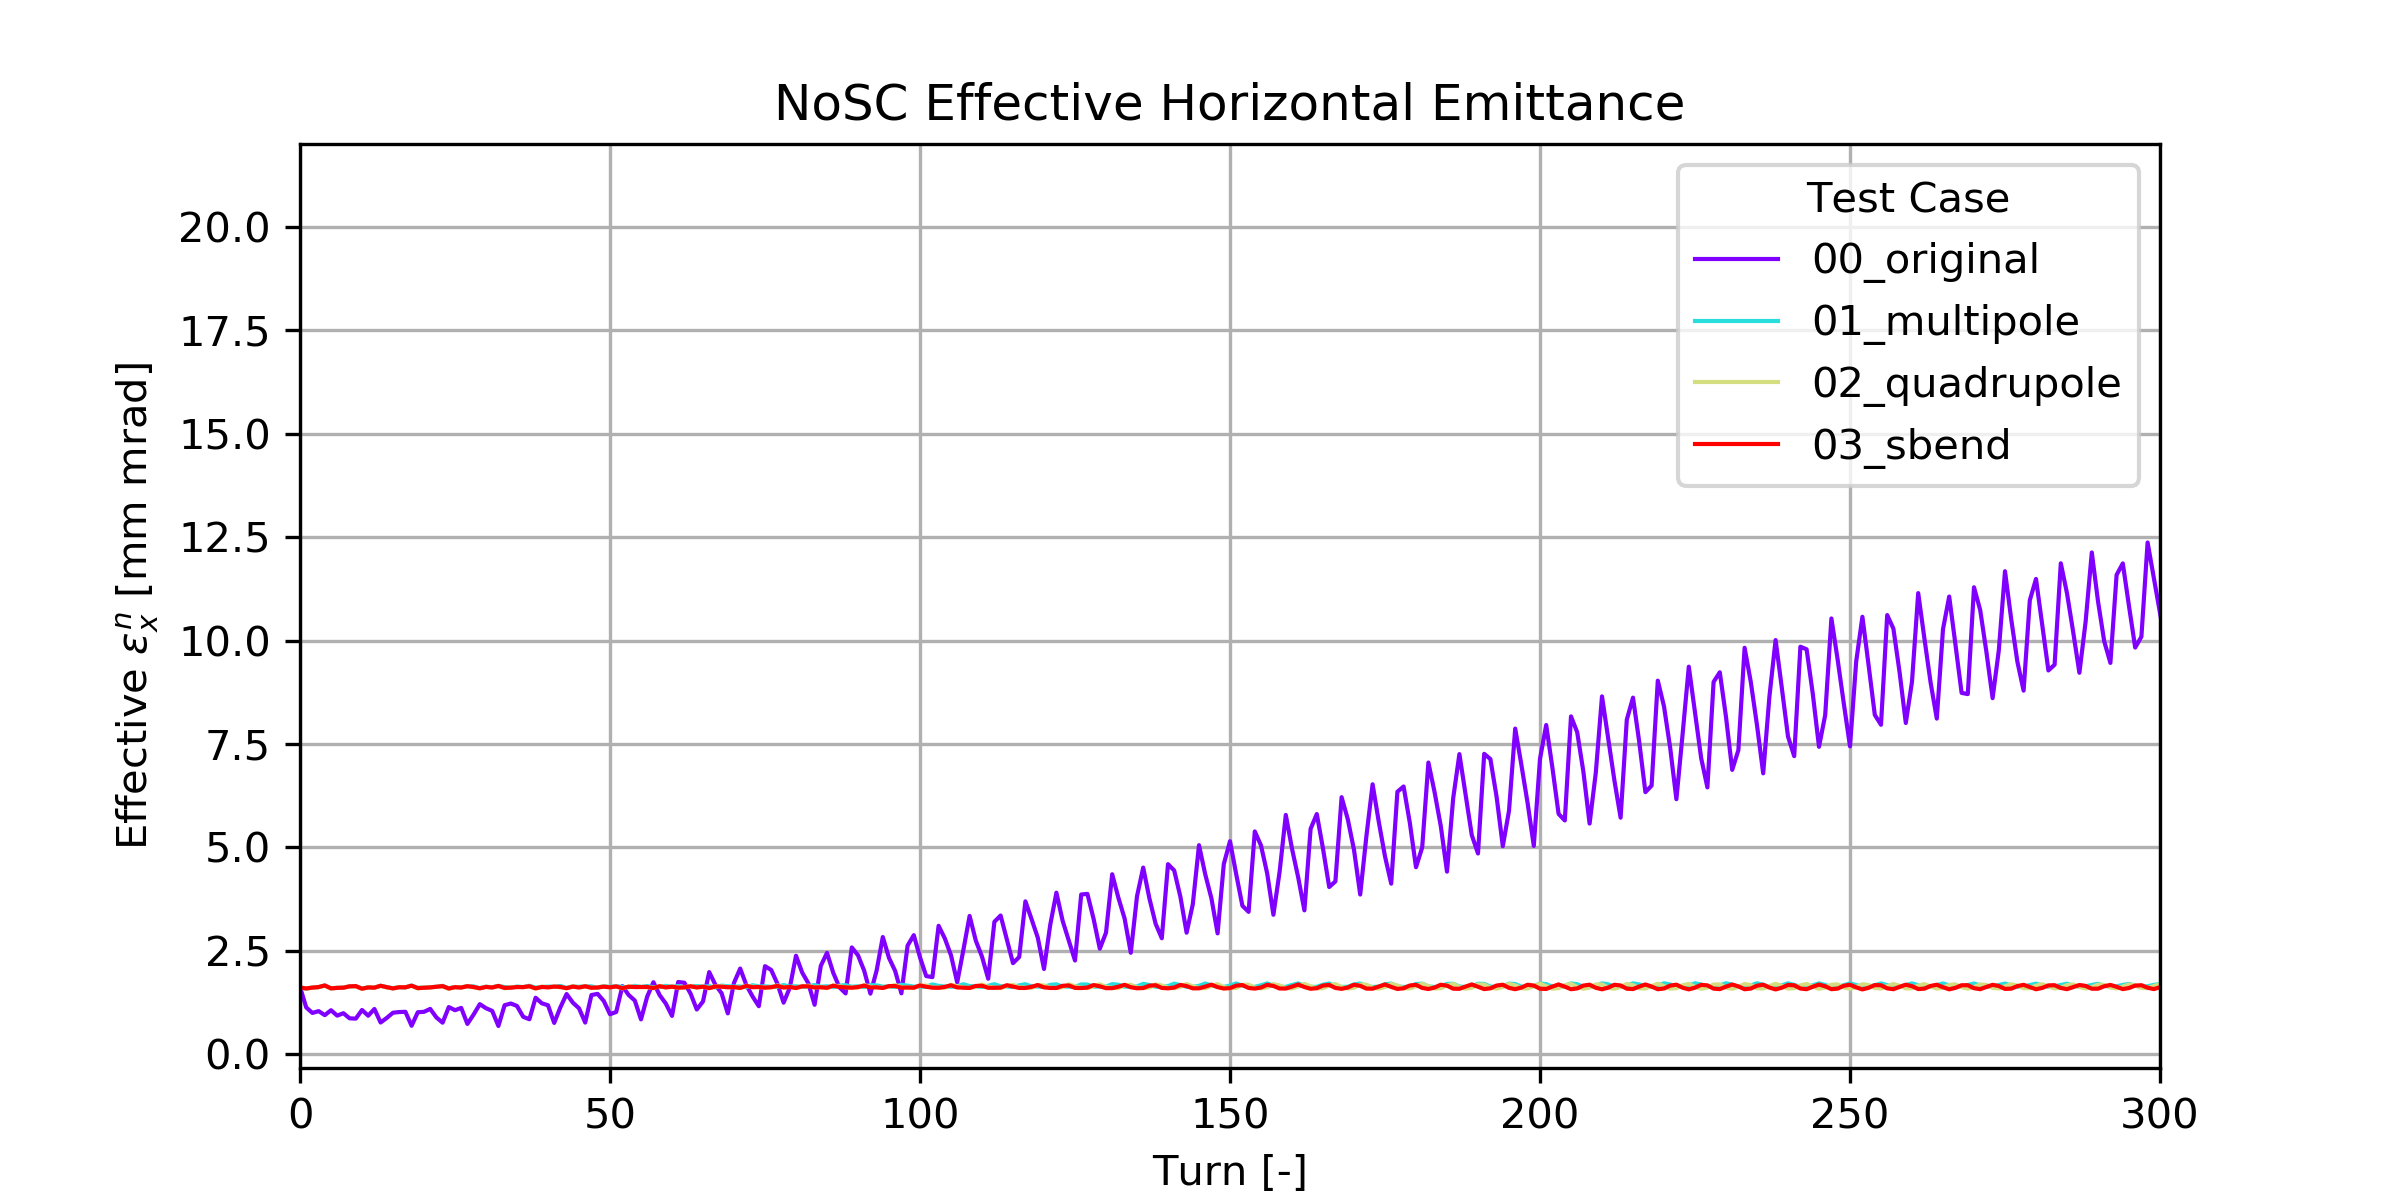 NoSC Effective Horizontal Emittance
Effective εₓⁿ [mm mrad]
20.0
17.5
15.0
12.5
10.0
7.5
5.0
2.5
0.0
Test Case
00_original
01_multipole
02_quadrupole
03_sbend
0 50 100 150 200 250 300
Turn [-]